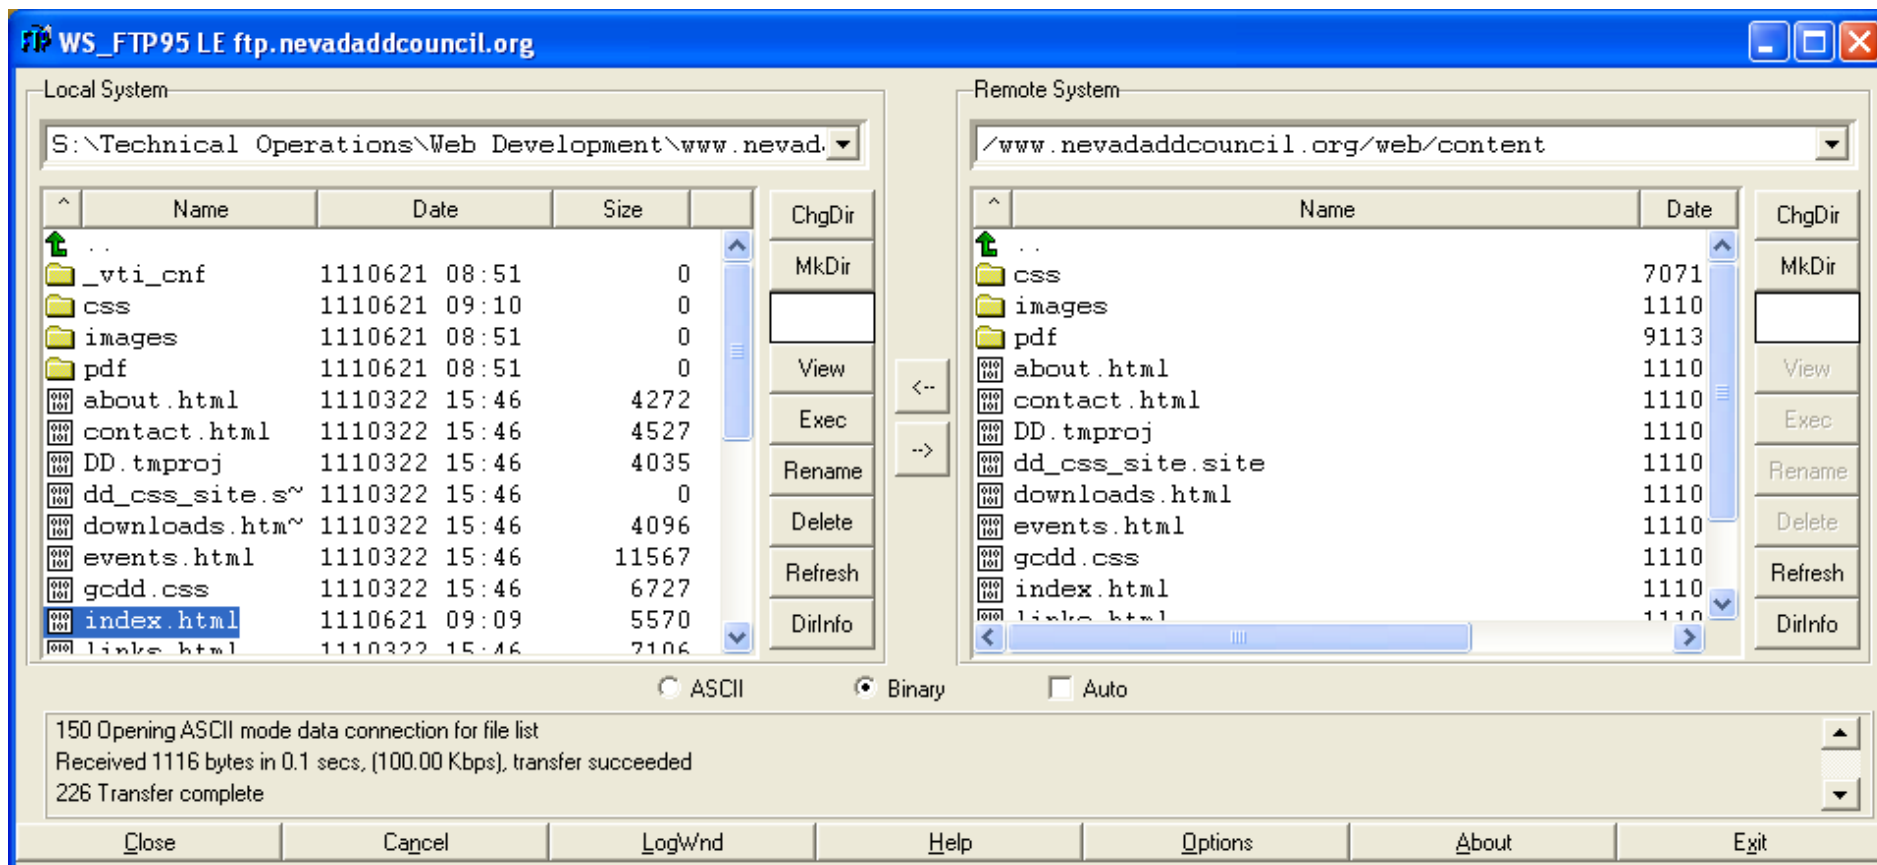 WS_FTP95 LE ftp.nevadaddcouncil.org
Local System
S:\Technical Operations\Web Development\www.nevad
^ Name Date Size
..
_vti_cnf 1110621 08:51 0
css 1110621 09:10 0
images 1110621 08:51 0
pdf 1110621 08:51 0
about.html 1110322 15:46 4272
contact.html 1110322 15:46 4527
DD.tmproj 1110322 15:46 4035
dd_css_site.s~ 1110322 15:46 0
downloads.htm~ 1110322 15:46 4096
events.html 1110322 15:46 11567
gcdd.css 1110322 15:46 6727
index.html 1110621 09:09 5570
links.html 1110322 15:46 7106
ChgDir
MkDir
View
Exec
Rename
Delete
Refresh
DirInfo
<--
-->
Remote System
/www.nevadaddcouncil.org/web/content
^ Name Date
..
css 7071
images 1110
pdf 9113
about.html 1110
contact.html 1110
DD.tmproj 1110
dd_css_site.site 1110
downloads.html 1110
events.html 1110
gcdd.css 1110
index.html 1110
links.html 1110
ChgDir
MkDir
View
Exec
Rename
Delete
Refresh
DirInfo
ASCII Binary Auto
150 Opening ASCII mode data connection for file list
Received 1116 bytes in 0.1 secs, (100.00 Kbps), transfer succeeded
226 Transfer complete
Close Cancel LogWnd Help Options About Exit